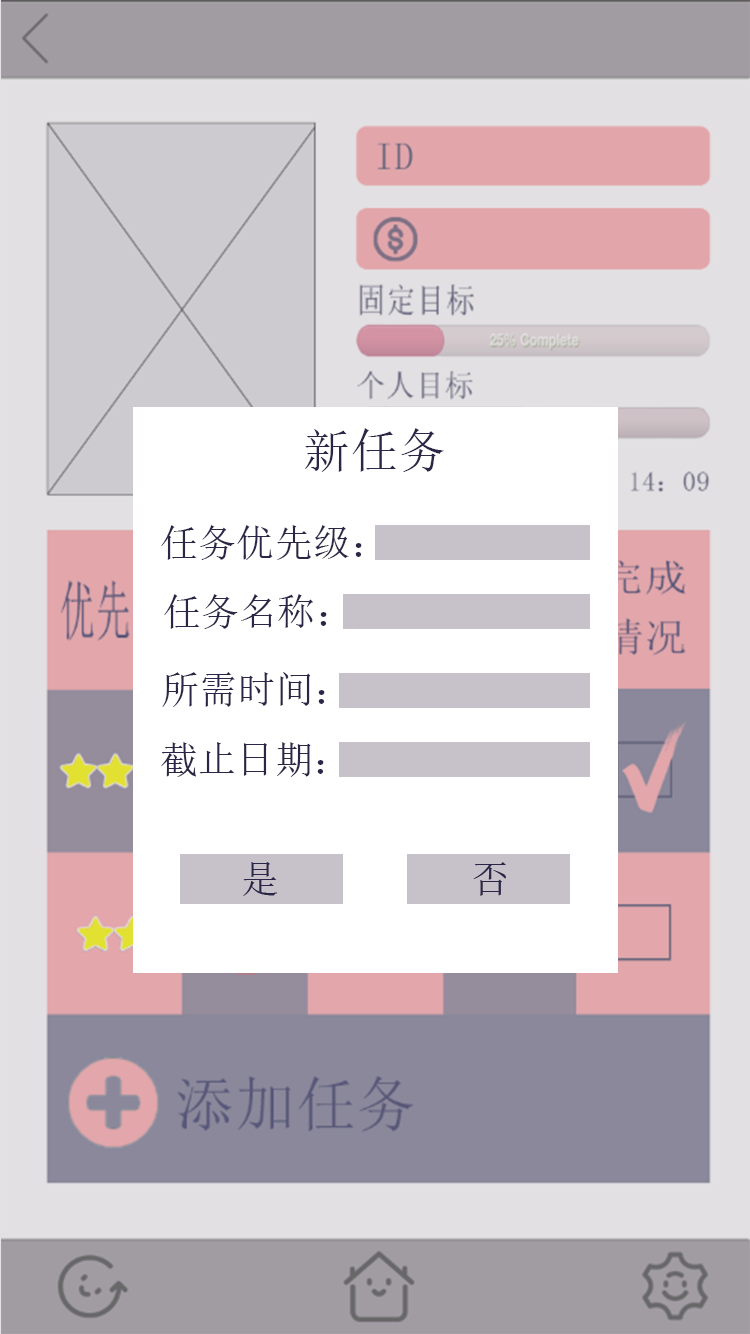 ID
固定目标
25% Complete
个人目标
14：09
新任务
任务优先级：
任务名称：
所需时间：
截止日期：
是
否
优先
完成
情况
添加任务